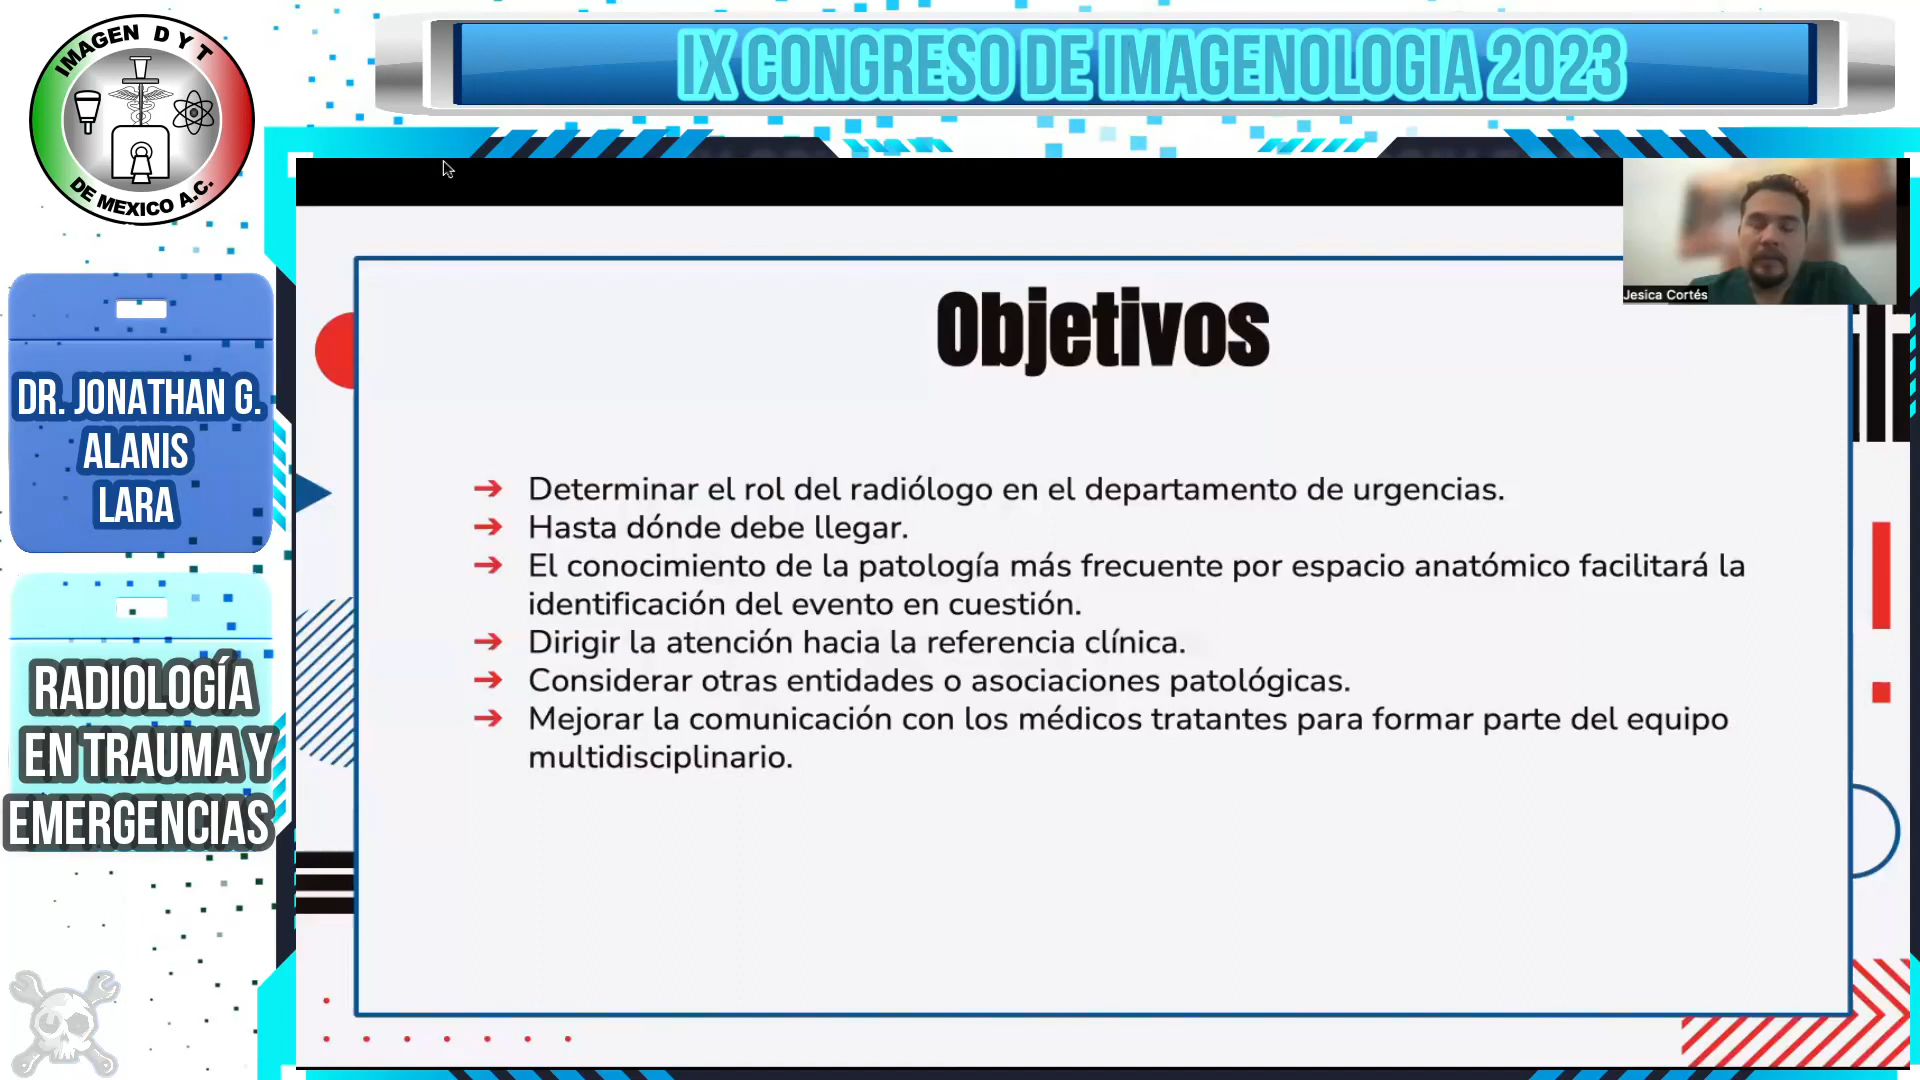 IMAGEN D Y T
DE MEXICO A.C.
IX CONGRESO DE IMAGENOLOGIA 2023
Jesica Cortés
DR. JONATHAN G.
ALANIS
LARA
RADIOLOGÍA
EN TRAUMA Y
EMERGENCIAS
Objetivos
➔ Determinar el rol del radiólogo en el departamento de urgencias.
➔ Hasta dónde debe llegar.
➔ El conocimiento de la patología más frecuente por espacio anatómico facilitará la
identificación del evento en cuestión.
➔ Dirigir la atención hacia la referencia clínica.
➔ Considerar otras entidades o asociaciones patológicas.
➔ Mejorar la comunicación con los médicos tratantes para formar parte del equipo
multidisciplinario.